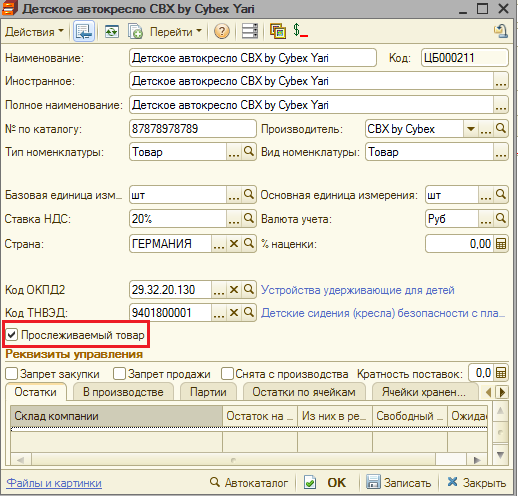 Детское автокресло CBX by Cybex Yari
Действия Перейти
Наименование: Детское автокресло CBX by Cybex Yari Код: ЦБ000211
Иностранное: Детское автокресло CBX by Cybex Yari
Полное наименование: Детское автокресло CBX by Cybex Yari
№ по каталогу: 87878978789 Производитель: CBX by Cybex
Тип номенклатуры: Товар Вид номенклатуры: Товар
Базовая единица изм... шт Основная единица измерения: шт
Ставка НДС: 20% Валюта учета: Руб
Страна: ГЕРМАНИЯ % наценки: 0,00
Код ОКПД2 29.32.20.130 Устройства удерживающие для детей
Код ТНВЭД: 9401800001 Детские сидения (кресла) безопасности с пла...
Прослеживаемый товар
Реквизиты управления
Запрет закупки Запрет продажи Снята с производства Кратность поставок: 0,0
Остатки В производстве Партии Остатки по ячейкам Ячейки хранен...
Склад компании Остаток на ... Из них в ре... Свободный ... Ожидае
Файлы и картинки Автокаталог OK Записать Закрыть